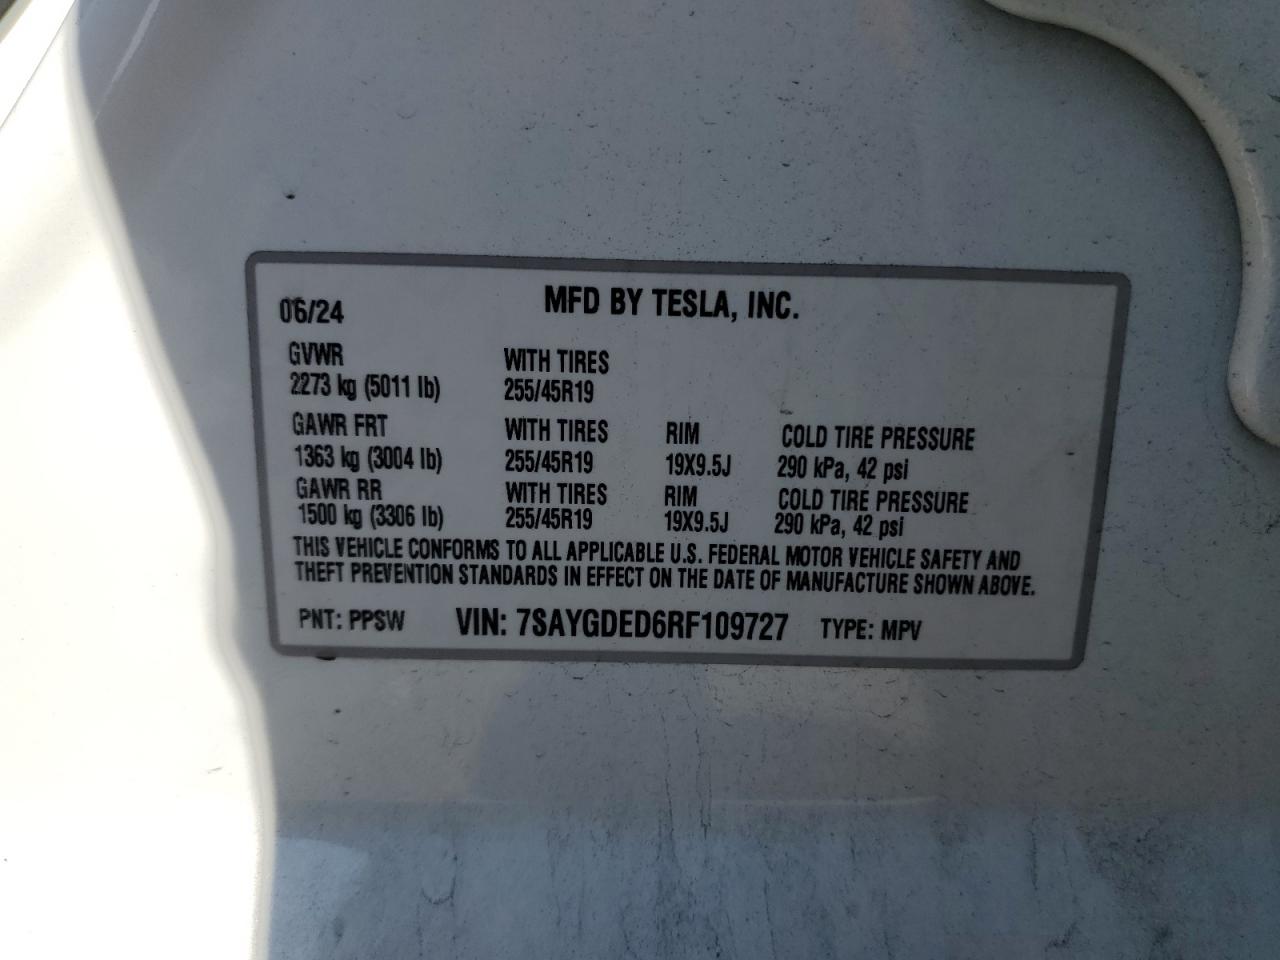 06/24 MFD BY TESLA, INC.
GVWR WITH TIRES
2273 kg (5011 lb) 255/45R19
GAWR FRT WITH TIRES RIM COLD TIRE PRESSURE
1363 kg (3004 lb) 255/45R19 19X9.5J 290 kPa, 42 psi
GAWR RR WITH TIRES RIM COLD TIRE PRESSURE
1500 kg (3306 lb) 255/45R19 19X9.5J 290 kPa, 42 psi
THIS VEHICLE CONFORMS TO ALL APPLICABLE U.S. FEDERAL MOTOR VEHICLE SAFETY AND
THEFT PREVENTION STANDARDS IN EFFECT ON THE DATE OF MANUFACTURE SHOWN ABOVE.
PNT: PPSW VIN: 7SAYGDED6RF109727 TYPE: MPV